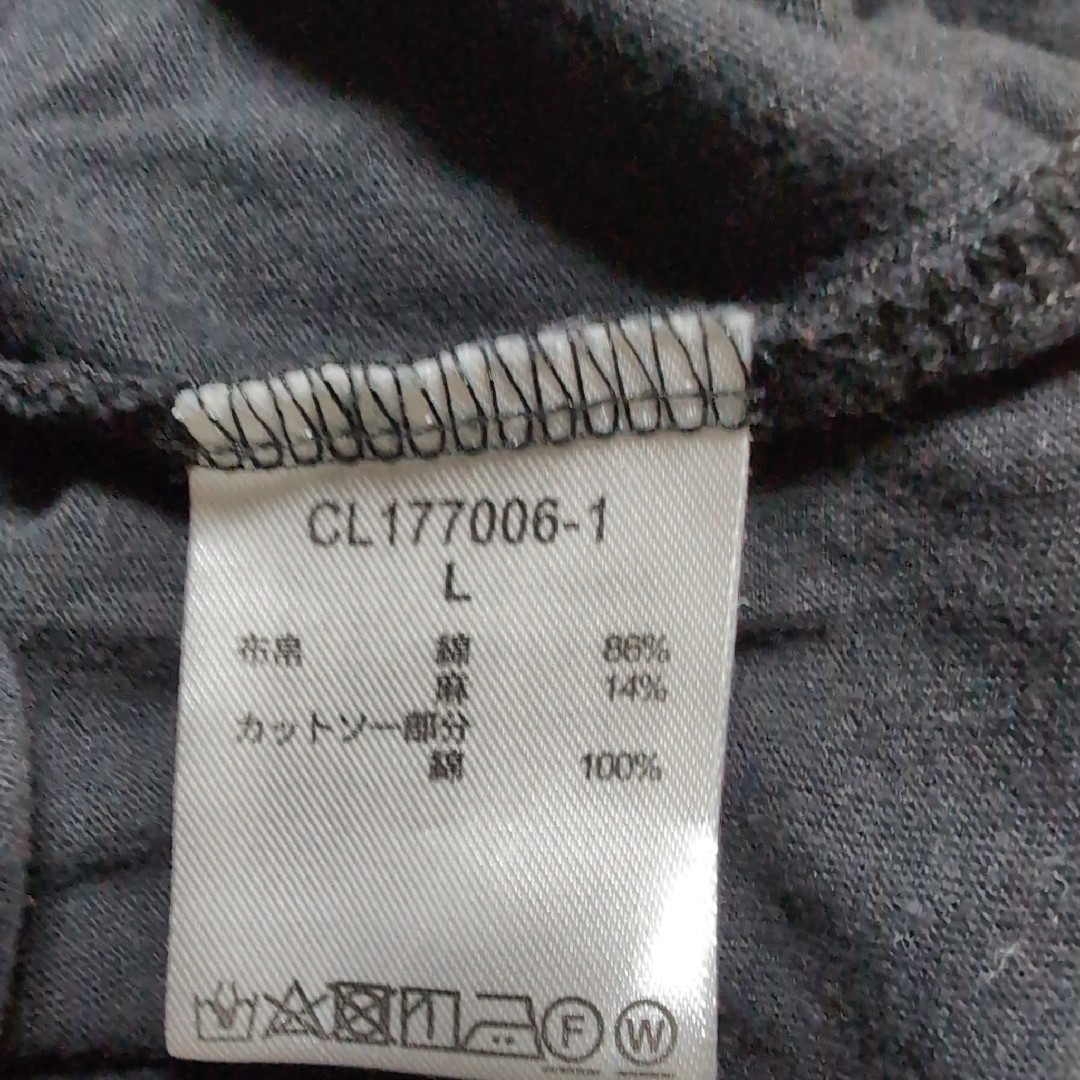 CL177006-1
L
布帛 綿 86%
麻 14%
カットソー部分
綿 100%
F W